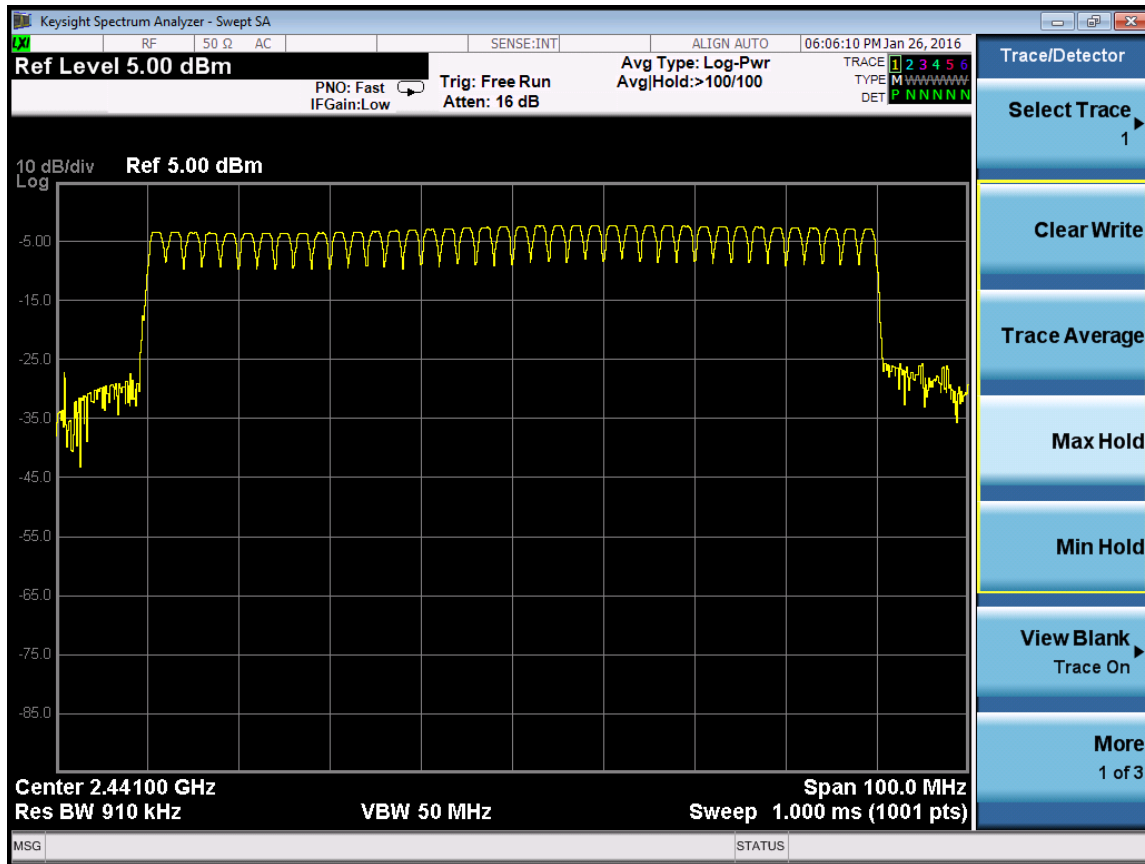 Keysight Spectrum Analyzer - Swept SA
LXI RF 50 Ω AC SENSE:INT ALIGN AUTO 06:06:10 PM Jan 26, 2016
Ref Level 5.00 dBm
PNO: Fast
IFGain:Low
Trig: Free Run
Atten: 16 dB
Avg Type: Log-Pwr
Avg|Hold:>100/100
TRACE 1 2 3 4 5 6
TYPE M WWWWW
DET P N N N N N
10 dB/div Ref 5.00 dBm
Log
-5.00
-15.0
-25.0
-35.0
-45.0
-55.0
-65.0
-75.0
-85.0
Center 2.44100 GHz Span 100.0 MHz
Res BW 910 kHz VBW 50 MHz Sweep 1.000 ms (1001 pts)
MSG STATUS
Trace/Detector
Select Trace
1
Clear Write
Trace Average
Max Hold
Min Hold
View Blank
Trace On
More
1 of 3